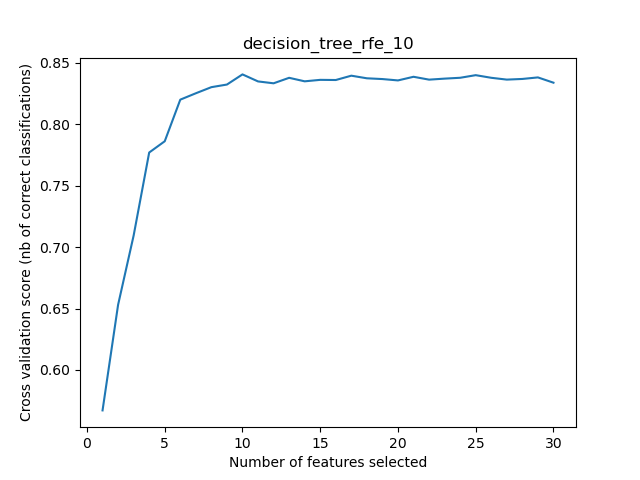 decision_tree_rfe_10
Cross validation score (nb of correct classifications)
0.85
0.80
0.75
0.70
0.65
0.60
0 5 10 15 20 25 30
Number of features selected